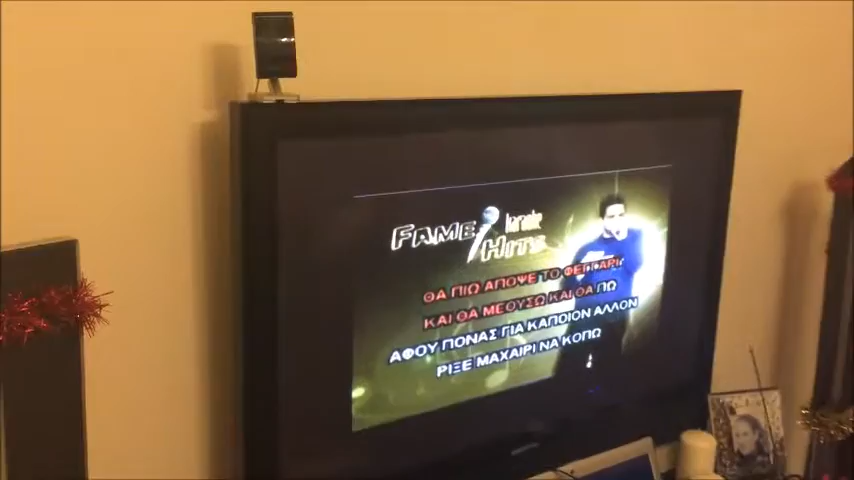 FAME karaoke
HITS
ΘΑ ΠΙΩ ΑΠΟΨΕ ΤΟ ΦΕΓΓΑΡΙ
ΚΑΙ ΘΑ ΜΕΘΥΣΩ ΚΑΙ ΘΑ ΠΩ
ΑΦΟΥ ΠΟΝΑΣ ΓΙΑ ΚΑΠΟΙΟΝ ΑΛΛΟΝ
ΡΙΞΕ ΜΑΧΑΙΡΙ ΝΑ ΚΟΠΩ